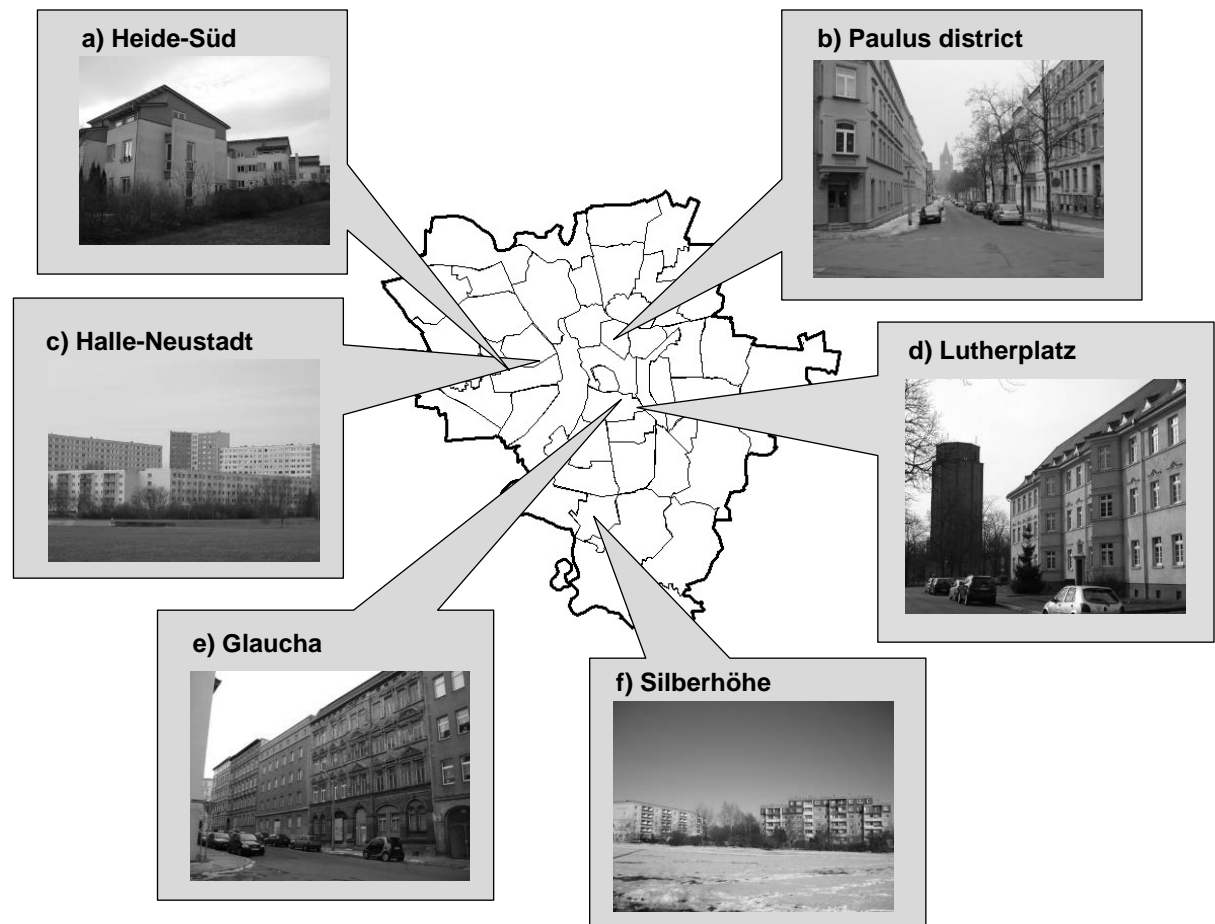 a) Heide-Süd
b) Paulus district
c) Halle-Neustadt
d) Lutherplatz
e) Glaucha
f) Silberhöhe